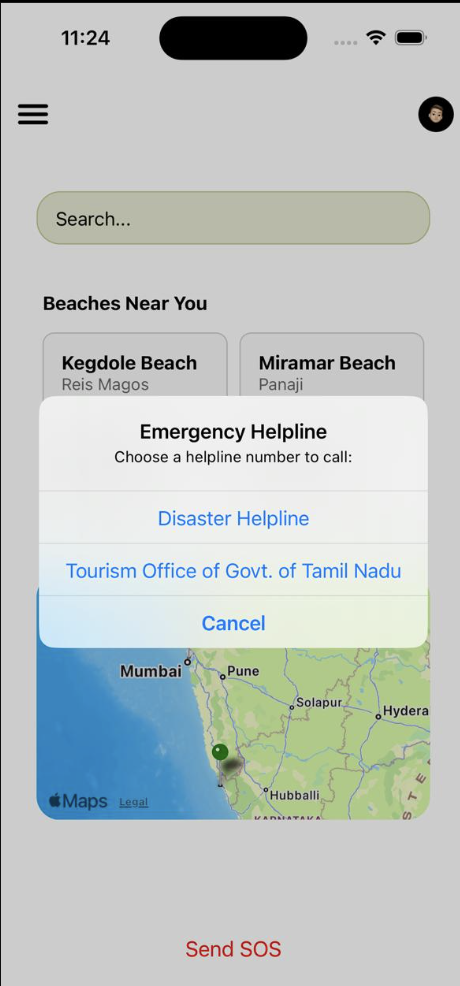 11:24
Search...
Beaches Near You
Kegdole Beach
Reis Magos
Miramar Beach
Panaji
Emergency Helpline
Choose a helpline number to call:
Disaster Helpline
Tourism Office of Govt. of Tamil Nadu
Cancel
Mumbai
Pune
Solapur
Hydera
Hubballi
Maps
Legal
S T E
Send SOS